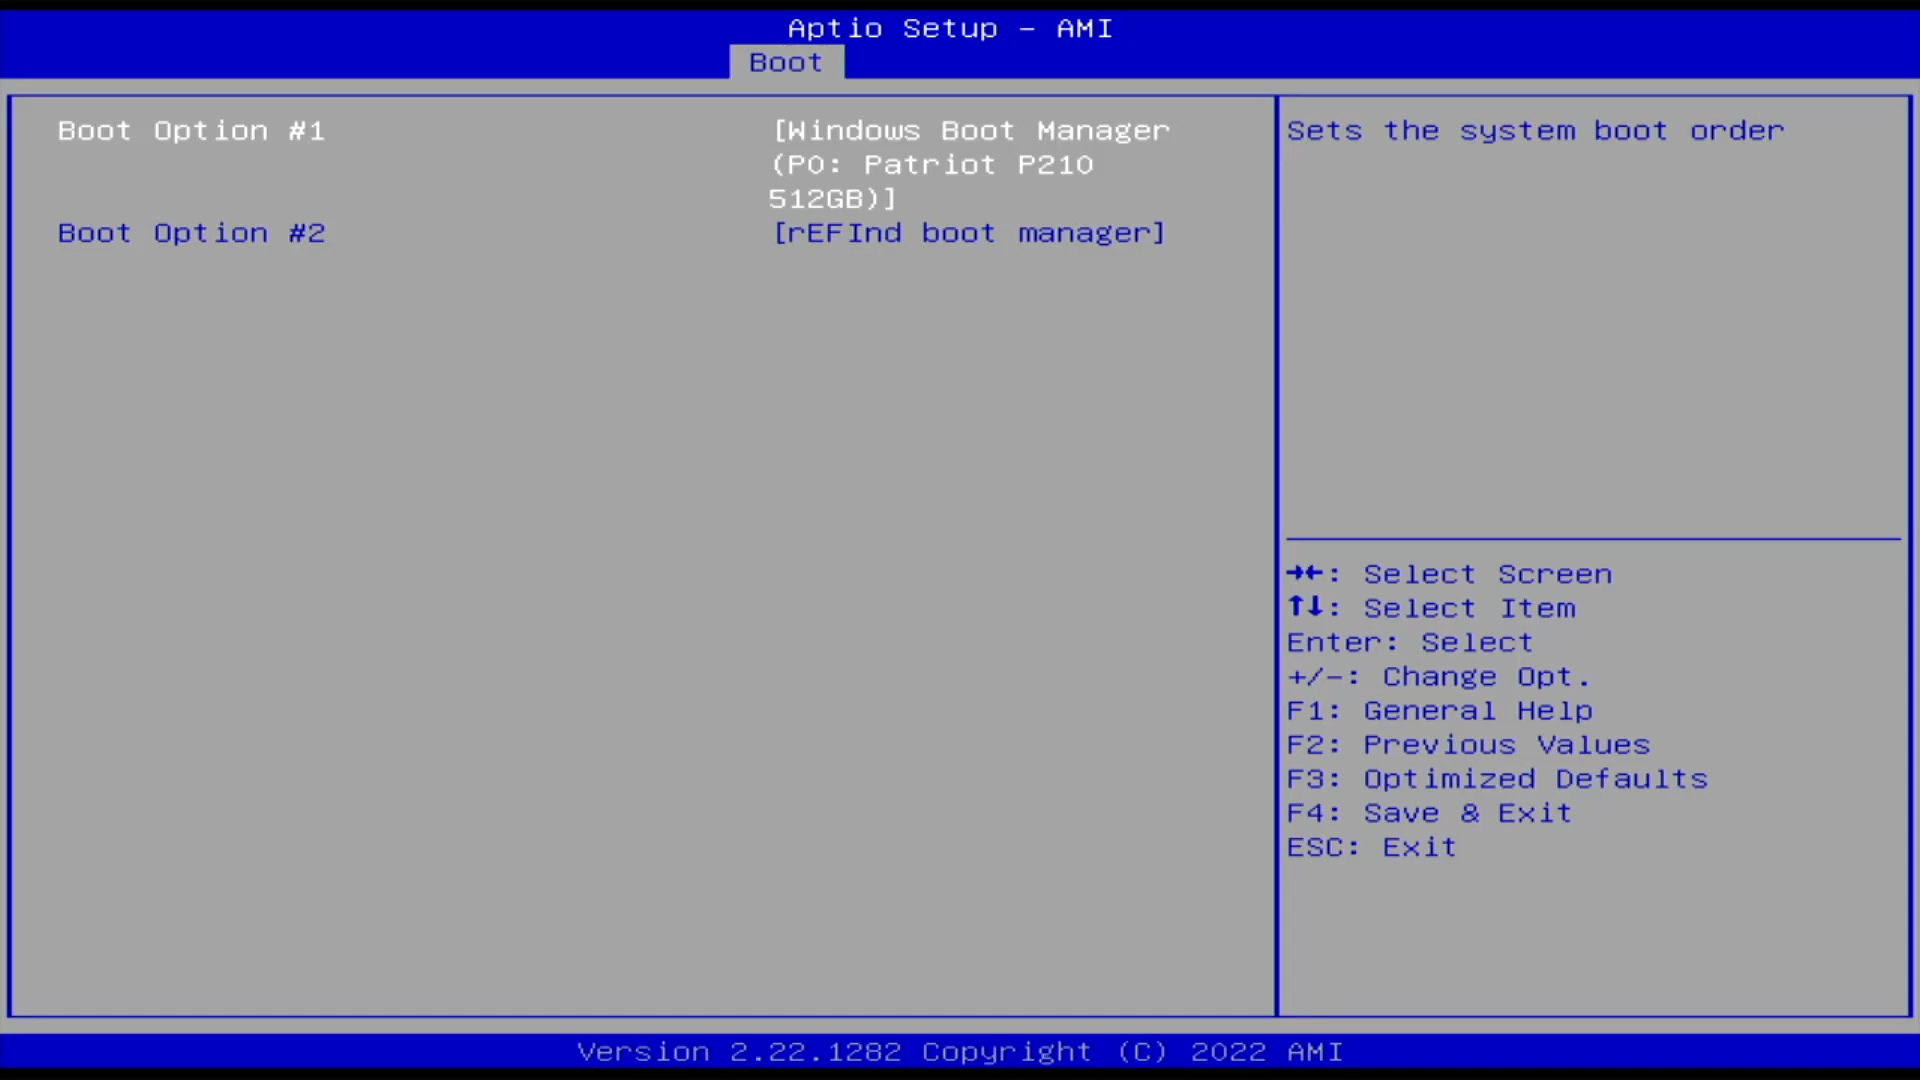 Aptio Setup – AMI
Boot
Boot Option #1 [Windows Boot Manager
(P0: Patriot P210
512GB)]
Boot Option #2 [rEFInd boot manager]
Sets the system boot order
→←: Select Screen
↑↓: Select Item
Enter: Select
+/-: Change Opt.
F1: General Help
F2: Previous Values
F3: Optimized Defaults
F4: Save & Exit
ESC: Exit
Version 2.22.1282 Copyright (C) 2022 AMI